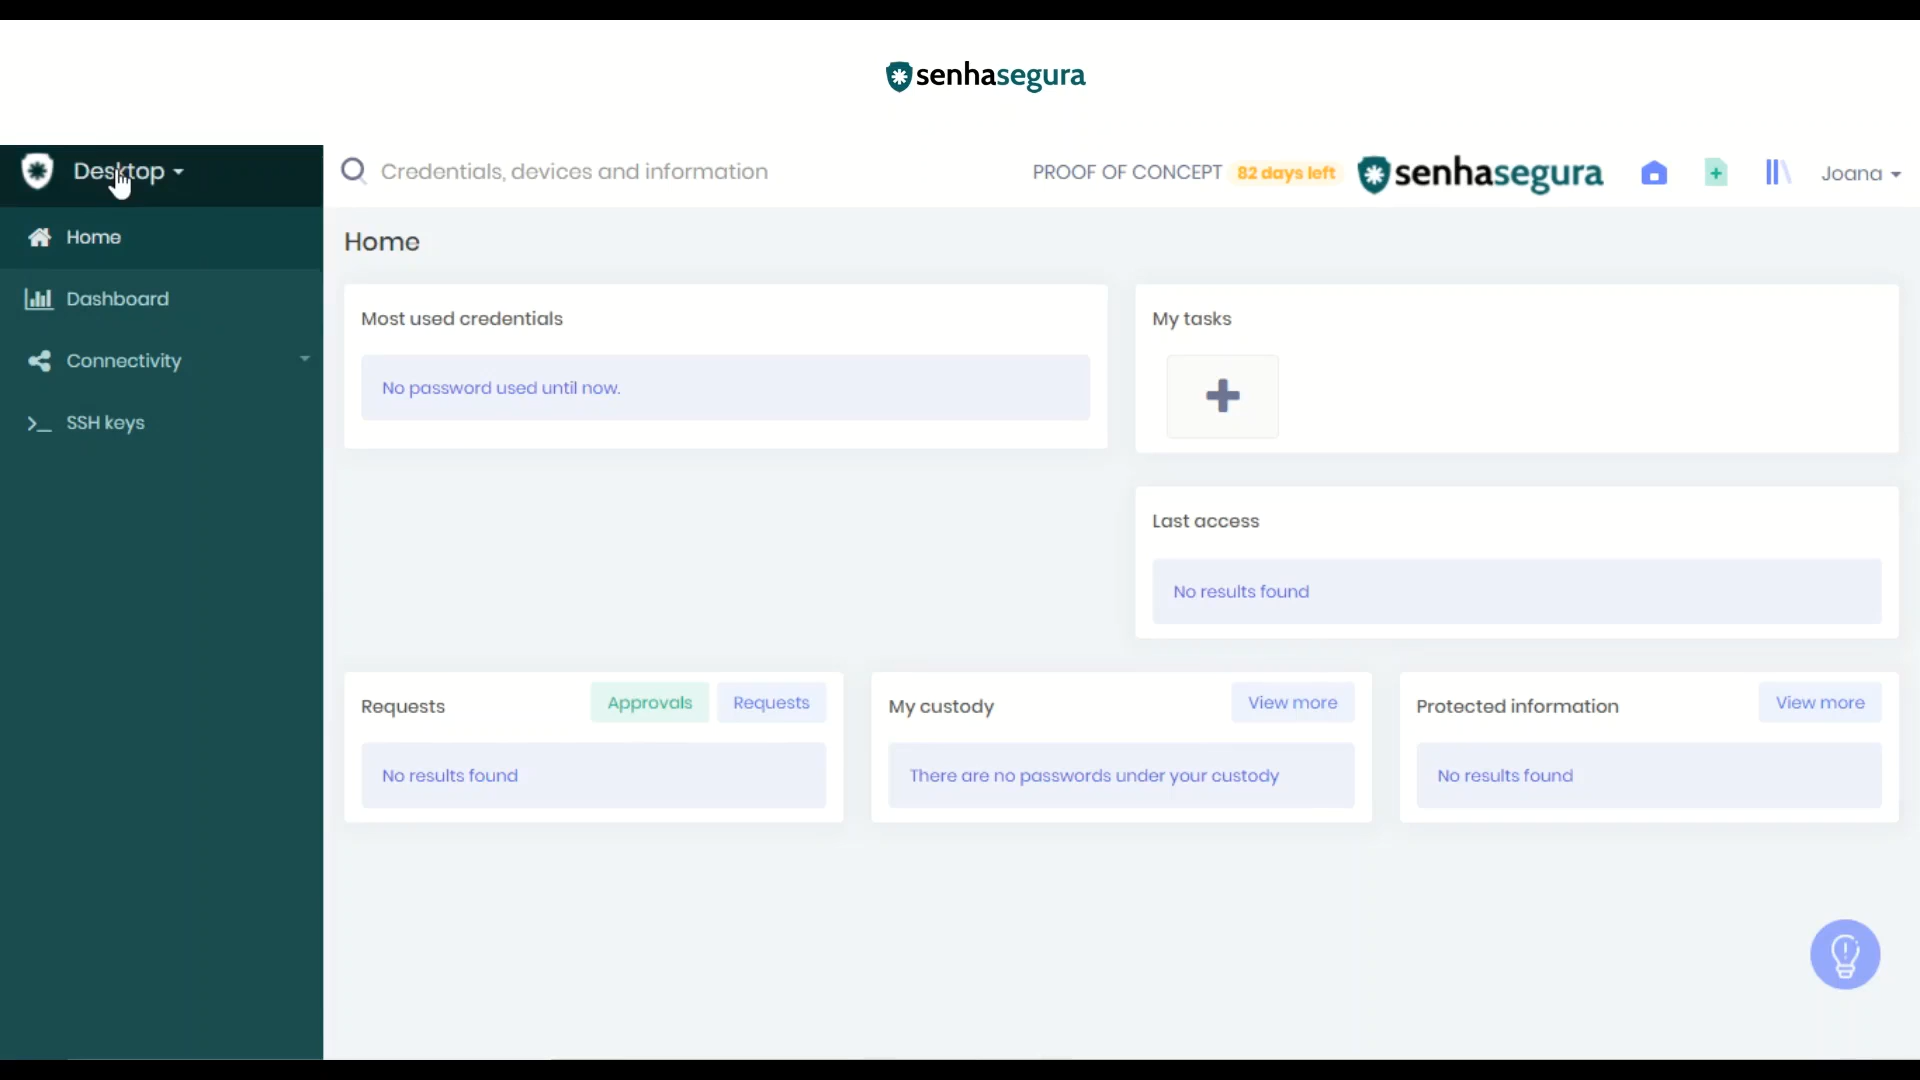 senhasegura
Desktop
Credentials, devices and information
PROOF OF CONCEPT 82 days left
senhasegura
Joana
Home
Dashboard
Connectivity
SSH keys
Home
Most used credentials
No password used until now.
My tasks
Last access
No results found
Requests
Approvals
Requests
No results found
My custody
View more
There are no passwords under your custody
Protected information
View more
No results found